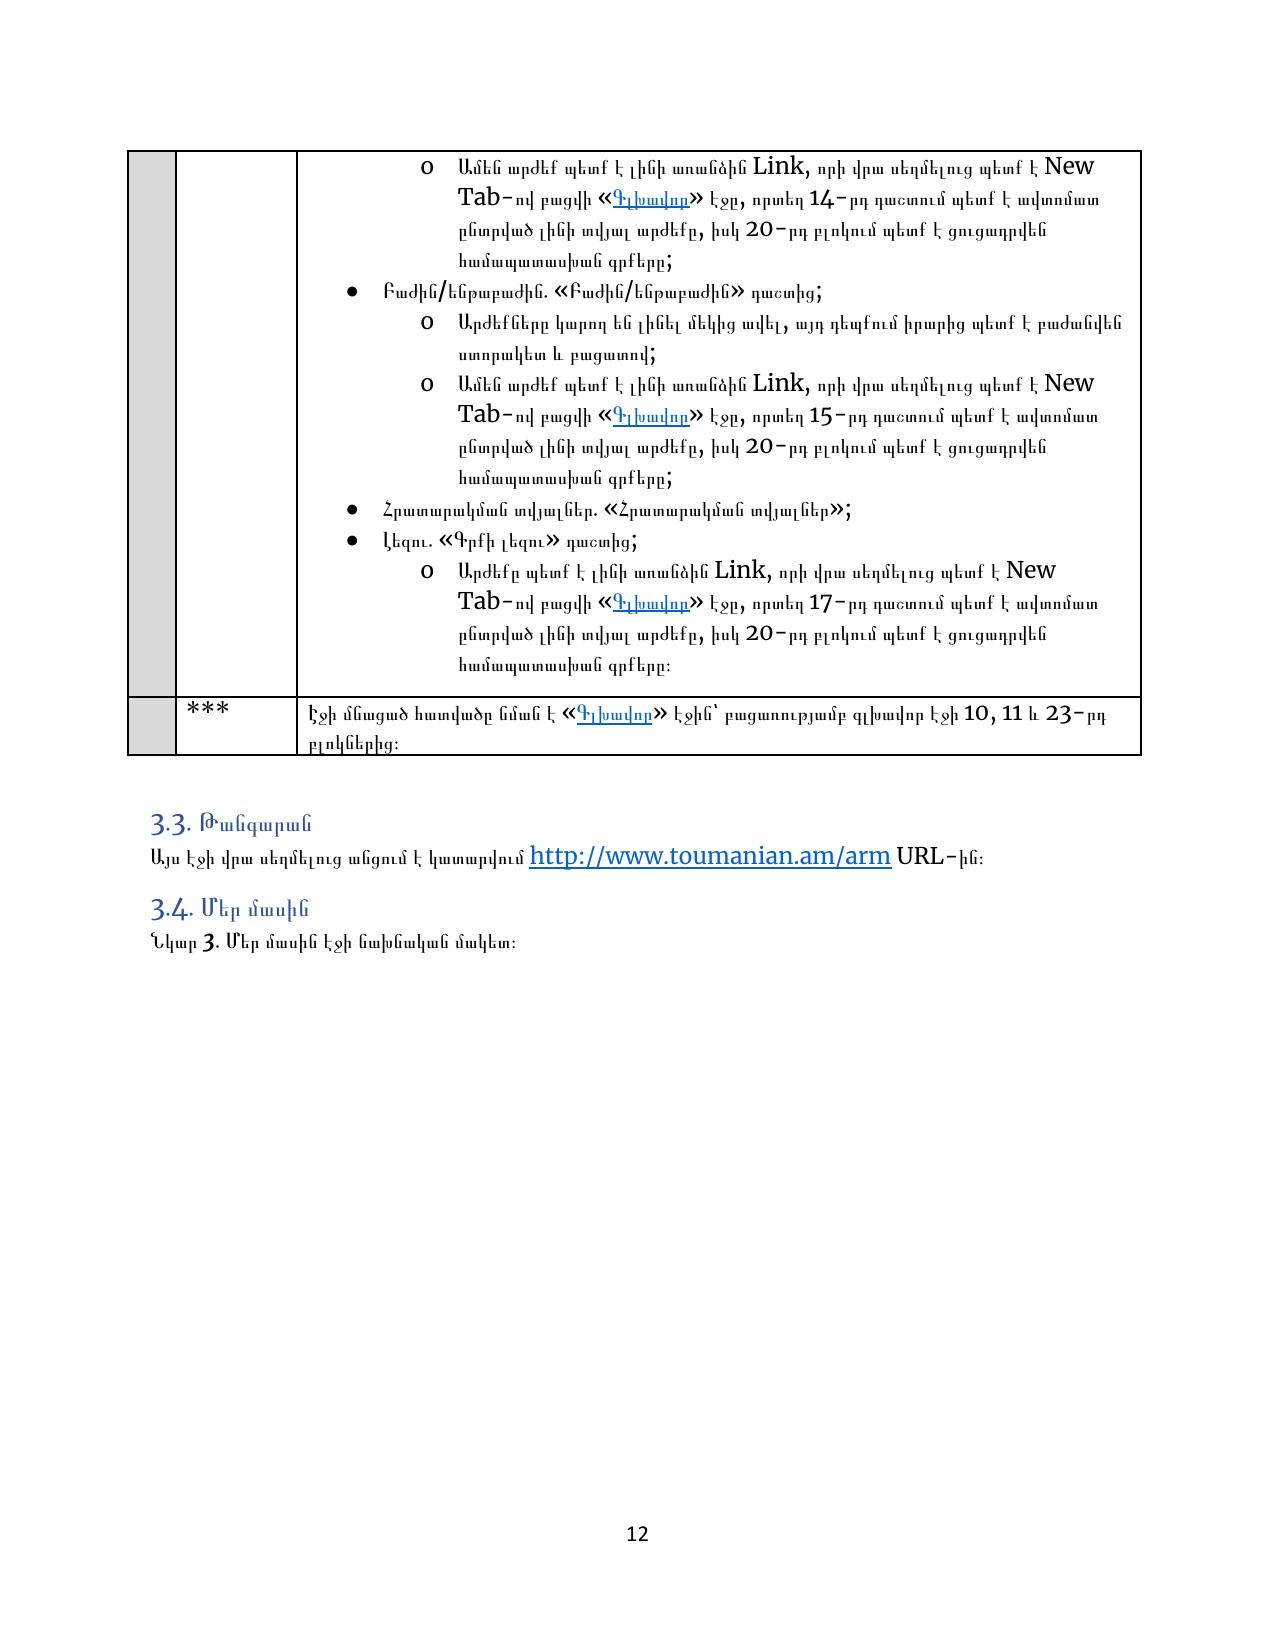 o Ամեն արժեք պետք է լինի առանձին Link, որի վրա սեղմելուց պետք է New
Tab-ով բացվի «Գլխավոր» էջը, որտեղ 14-րդ դաշտում պետք է ավտոմատ
ընտրված լինի տվյալ արժեքը, իսկ 20-րդ բլոկում պետք է ցուցադրվեն
համապատասխան գրքերը;
● Բաժին/ենթաբաժին. «Բաժին/ենթաբաժին» դաշտից;
o Արժեքները կարող են լինել մեկից ավել, այդ դեպքում իրարից պետք է բաժանվեն
ստորակետ և բացատով;
o Ամեն արժեք պետք է լինի առանձին Link, որի վրա սեղմելուց պետք է New
Tab-ով բացվի «Գլխավոր» էջը, որտեղ 15-րդ դաշտում պետք է ավտոմատ
ընտրված լինի տվյալ արժեքը, իսկ 20-րդ բլոկում պետք է ցուցադրվեն
համապատասխան գրքերը;
● Հրատարակման տվյալներ. «Հրատարակման տվյալներ»;
● Լեզու. «Գրքի լեզու» դաշտից;
o Արժեքը պետք է լինի առանձին Link, որի վրա սեղմելուց պետք է New
Tab-ով բացվի «Գլխավոր» էջը, որտեղ 17-րդ դաշտում պետք է ավտոմատ
ընտրված լինի տվյալ արժեքը, իսկ 20-րդ բլոկում պետք է ցուցադրվեն
համապատասխան գրքերը։
*** Էջի մնացած հատվածը նման է «Գլխավոր» էջին՝ բացառությամբ գլխավոր էջի 10, 11 և 23-րդ
բլոկներից։
3.3. Թանգարան
Այս էջի վրա սեղմելուց անցում է կատարվում http://www.toumanian.am/arm URL-ին։
3.4. Մեր մասին
Նկար 3. Մեր մասին էջի նախնական մակետ։
12